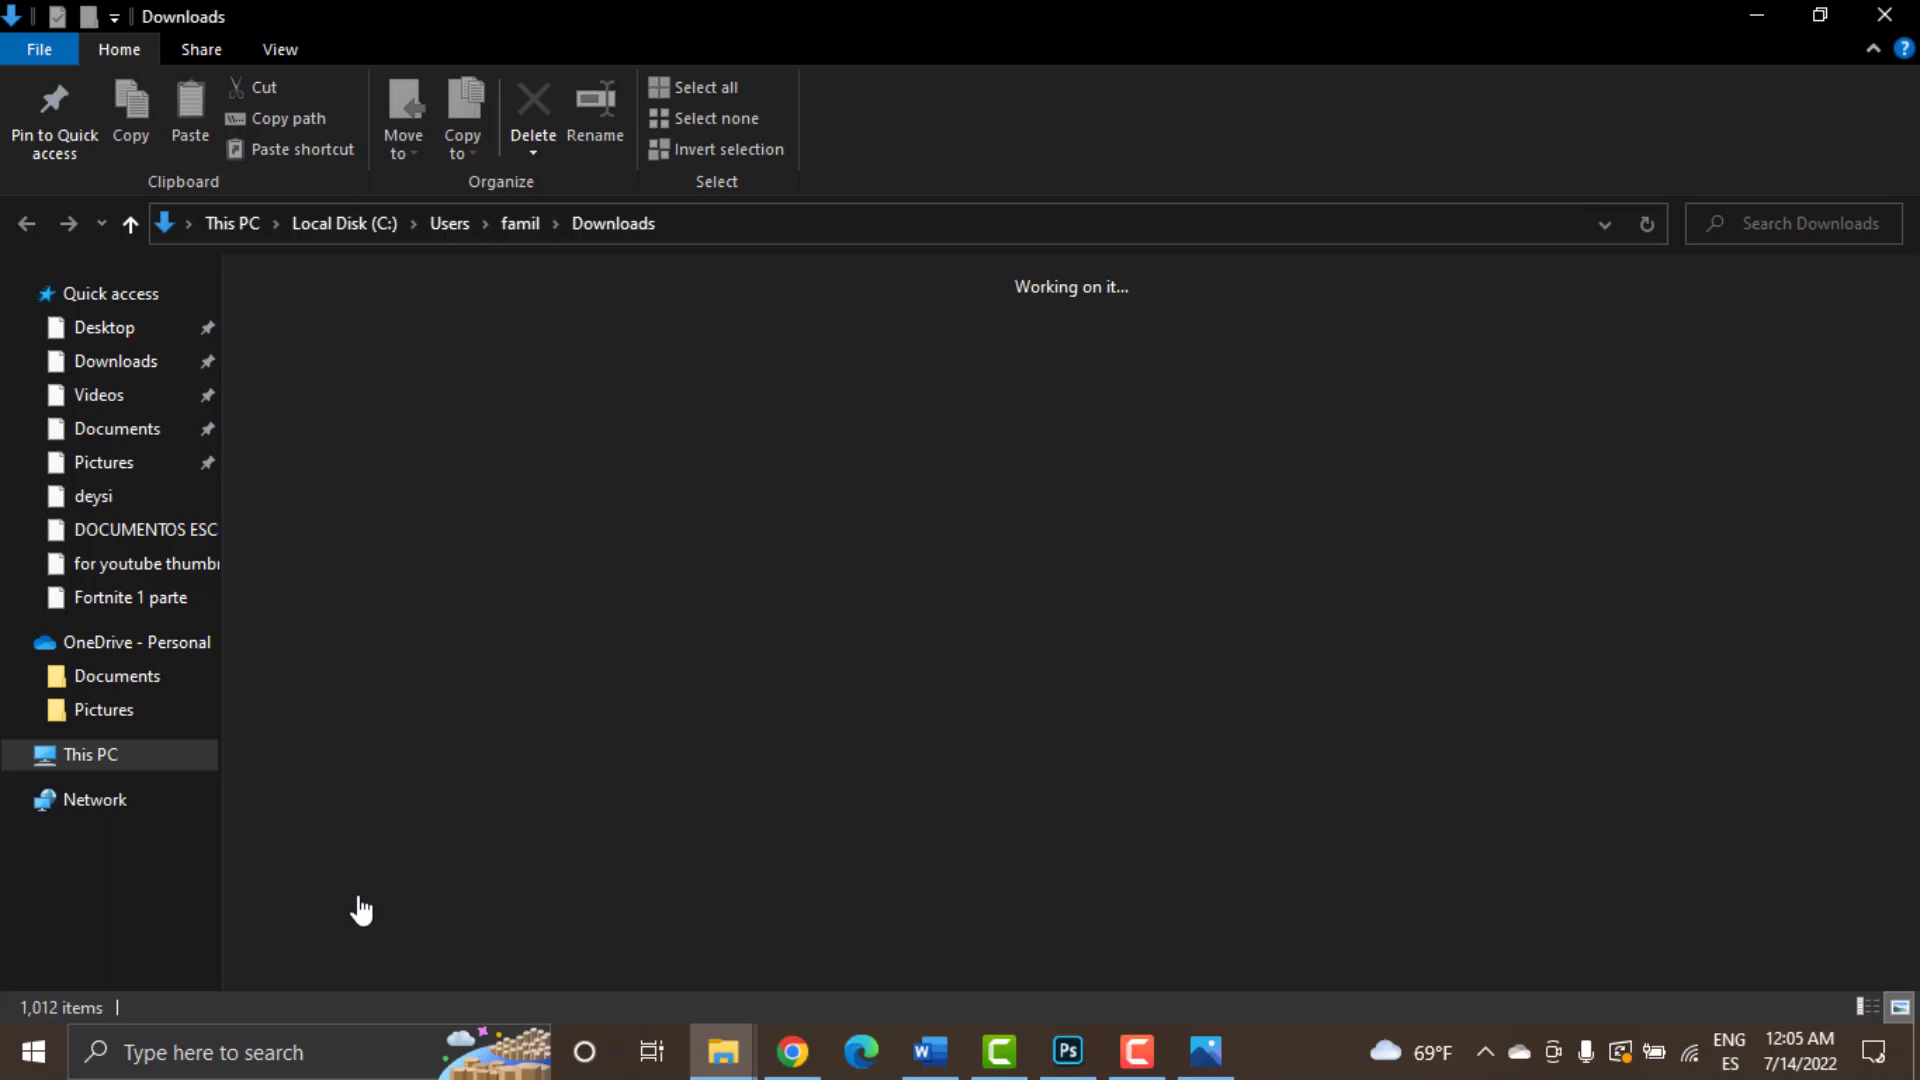 Downloads
File
Home
Share
View
Pin to Quick access
Copy
Paste
Cut
Copy path
Paste shortcut
Move to
Copy to
Delete
Rename
Select all
Select none
Invert selection
Clipboard
Organize
Select
This PC
Local Disk (C:)
Users
famil
Downloads
Search Downloads
Quick access
Desktop
Downloads
Videos
Documents
Pictures
deysi
DOCUMENTOS ESC
for youtube thumb
Fortnite 1 parte
OneDrive - Personal
Documents
Pictures
This PC
Network
Working on it...
1,012 items
Type here to search
W
Ps
69°F
ENG
ES
12:05 AM
7/14/2022